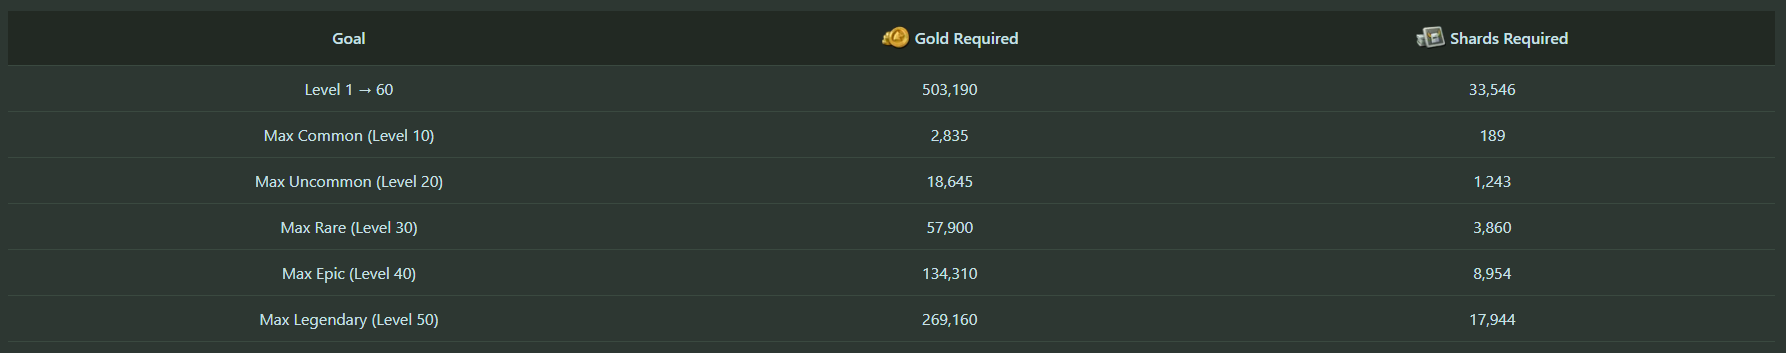 Goal Gold Required Shards Required
Level 1 → 60 503,190 33,546
Max Common (Level 10) 2,835 189
Max Uncommon (Level 20) 18,645 1,243
Max Rare (Level 30) 57,900 3,860
Max Epic (Level 40) 134,310 8,954
Max Legendary (Level 50) 269,160 17,944